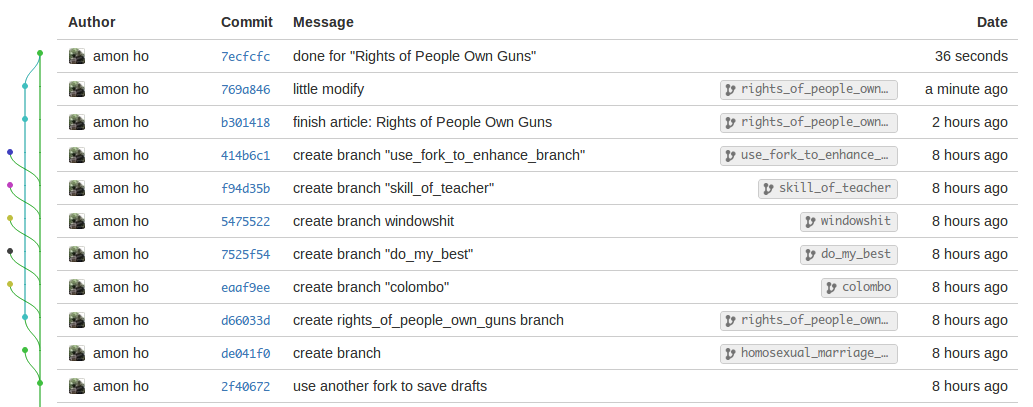 Author Commit Message Date
amon ho 7ecfcfc done for "Rights of People Own Guns" 36 seconds
amon ho 769a846 little modify rights_of_people_own… a minute ago
amon ho b301418 finish article: Rights of People Own Guns rights_of_people_own… 2 hours ago
amon ho 414b6c1 create branch "use_fork_to_enhance_branch" use_fork_to_enhance_… 8 hours ago
amon ho f94d35b create branch "skill_of_teacher" skill_of_teacher 8 hours ago
amon ho 5475522 create branch windowshit windowshit 8 hours ago
amon ho 7525f54 create branch "do_my_best" do_my_best 8 hours ago
amon ho eaaf9ee create branch "colombo" colombo 8 hours ago
amon ho d66033d create rights_of_people_own_guns branch rights_of_people_own… 8 hours ago
amon ho de041f0 create branch homosexual_marriage_… 8 hours ago
amon ho 2f40672 use another fork to save drafts 8 hours ago